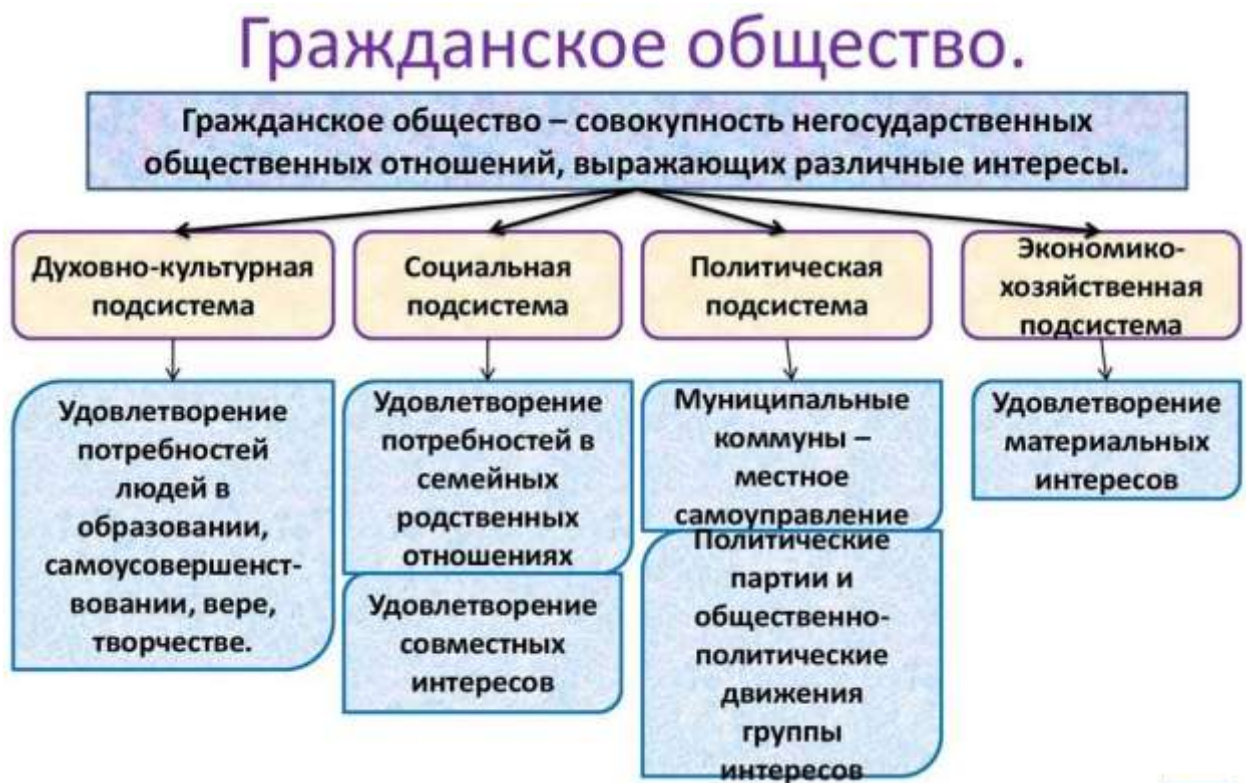 Гражданское общество.
Гражданское общество – совокупность негосударственных
общественных отношений, выражающих различные интересы.
Духовно-культурная
подсистема
Социальная
подсистема
Политическая
подсистема
Экономико-
хозяйственная
подсистема
Удовлетворение
потребностей
людей в
образовании,
самоусовершенст-
вовании, вере,
творчестве.
Удовлетворение
потребностей в
семейных
родственных
отношениях
Удовлетворение
совместных
интересов
Муниципальные
коммуны –
местное
самоуправление
Политические
партии и
общественно-
политические
движения
группы
интересов
Удовлетворение
материальных
интересов